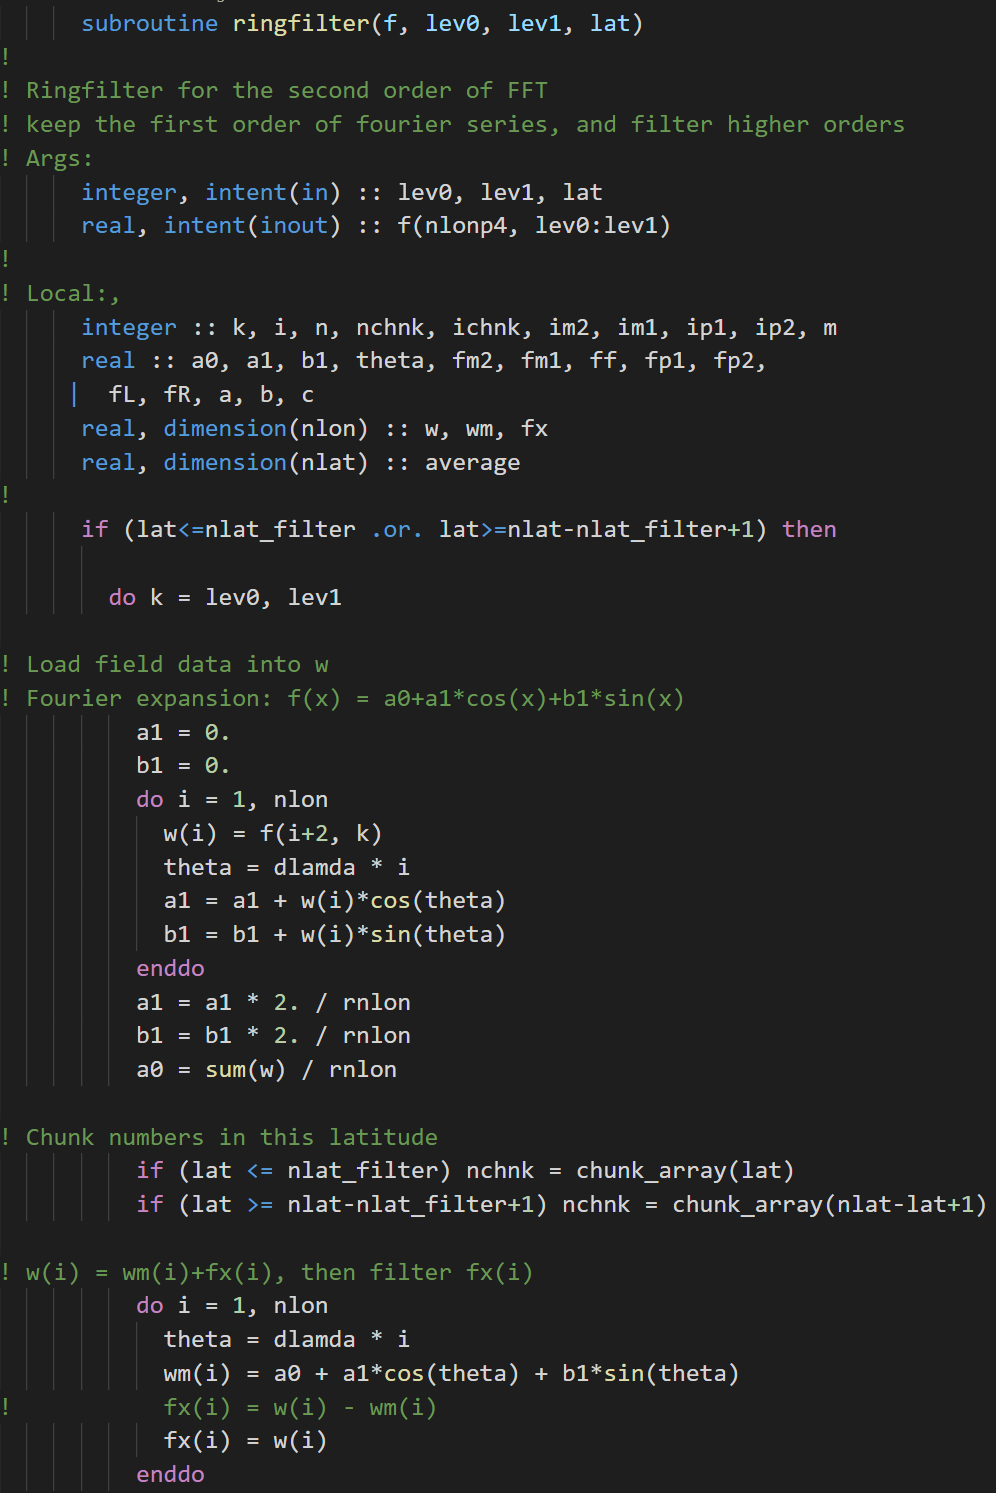 subroutine ringfilter(f, lev0, lev1, lat)
!
! Ringfilter for the second order of FFT
! keep the first order of fourier series, and filter higher orders
! Args:
integer, intent(in) :: lev0, lev1, lat
real, intent(inout) :: f(nlonp4, lev0:lev1)
!
! Local:,
integer :: k, i, n, nchnk, ichnk, im2, im1, ip1, ip2, m
real :: a0, a1, b1, theta, fm2, fm1, ff, fp1, fp2,
| fL, fR, a, b, c
real, dimension(nlon) :: w, wm, fx
real, dimension(nlat) :: average
!
if (lat<=nlat_filter .or. lat>=nlat-nlat_filter+1) then
do k = lev0, lev1
! Load field data into w
! Fourier expansion: f(x) = a0+a1*cos(x)+b1*sin(x)
a1 = 0.
b1 = 0.
do i = 1, nlon
w(i) = f(i+2, k)
theta = dlamda * i
a1 = a1 + w(i)*cos(theta)
b1 = b1 + w(i)*sin(theta)
enddo
a1 = a1 * 2. / rnlon
b1 = b1 * 2. / rnlon
a0 = sum(w) / rnlon
! Chunk numbers in this latitude
if (lat <= nlat_filter) nchnk = chunk_array(lat)
if (lat >= nlat-nlat_filter+1) nchnk = chunk_array(nlat-lat+1)
! w(i) = wm(i)+fx(i), then filter fx(i)
do i = 1, nlon
theta = dlamda * i
wm(i) = a0 + a1*cos(theta) + b1*sin(theta)
! fx(i) = w(i) - wm(i)
fx(i) = w(i)
enddo